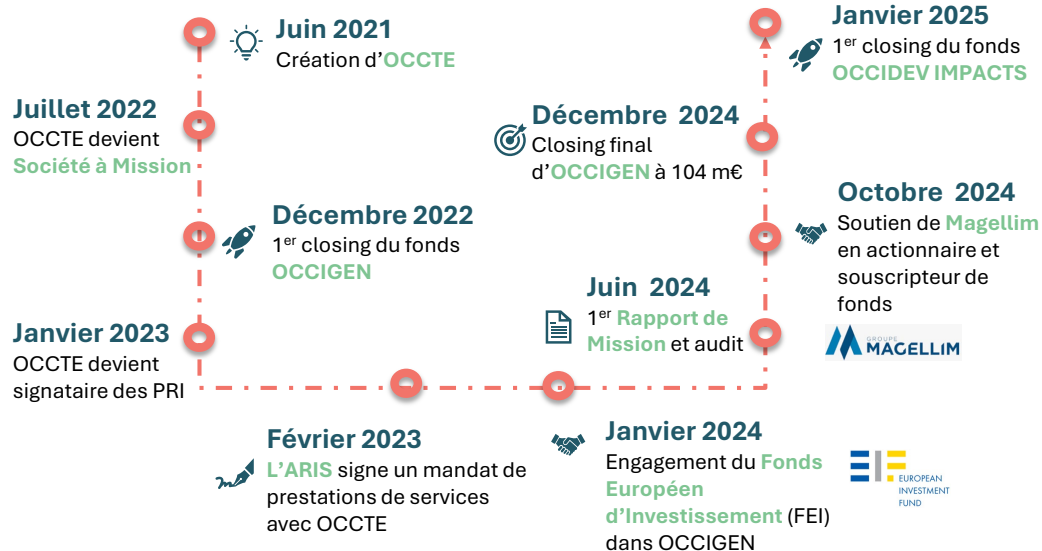 Juin 2021
Création d'OCCTE
Juillet 2022
OCCTE devient
Société à Mission
Décembre 2022
1er closing du fonds
OCCIGEN
Janvier 2023
OCCTE devient
signataire des PRI
Février 2023
L'ARIS signe un mandat de
prestations de services
avec OCCTE
Janvier 2024
Engagement du Fonds
Européen
d'Investissement (FEI)
dans OCCIGEN
EIF
EUROPEAN
INVESTMENT
FUND
Juin 2024
1er Rapport de
Mission et audit
Octobre 2024
Soutien de Magellim
en actionnaire et
souscripteur de
fonds
GROUPE
MAGELLIM
Décembre 2024
Closing final
d'OCCIGEN à 104 m€
Janvier 2025
1er closing du fonds
OCCIDEV IMPACTS